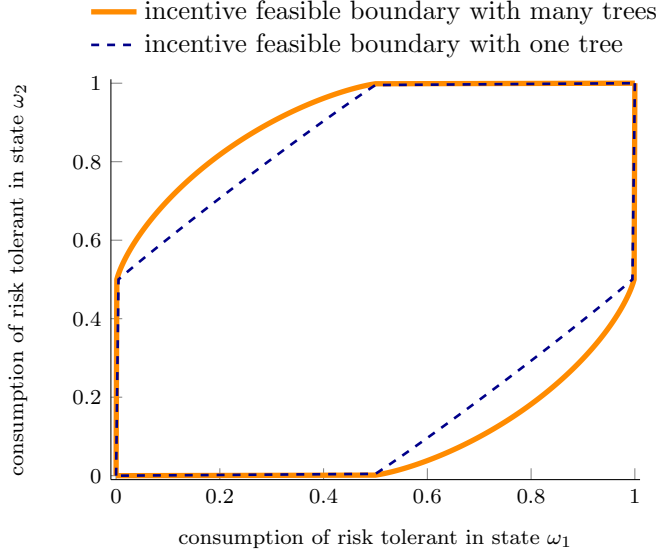 incentive feasible boundary with many trees
incentive feasible boundary with one tree
consumption of risk tolerant in state ω₂
1
0.8
0.6
0.4
0.2
0
0 0.2 0.4 0.6 0.8 1
consumption of risk tolerant in state ω₁